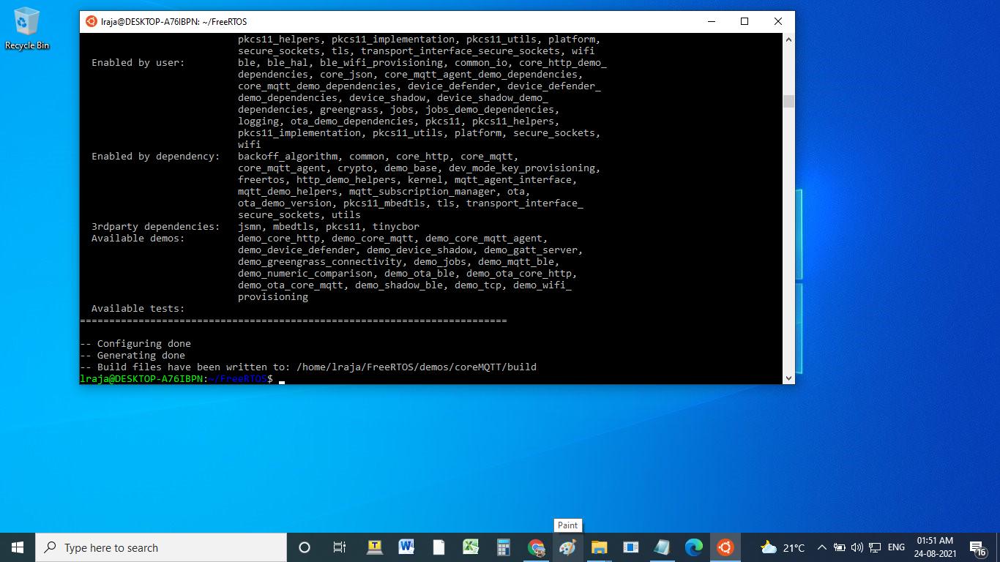 Recycle Bin
lraja@DESKTOP-A76IBPN: ~/FreeRTOS
pkcs11_helpers, pkcs11_implementation, pkcs11_utils, platform,
secure_sockets, tls, transport_interface_secure_sockets, wifi
Enabled by user: ble, ble_hal, ble_wifi_provisioning, common_io, core_http_demo_
dependencies, core_json, core_mqtt_agent_demo_dependencies,
core_mqtt_demo_dependencies, device_defender, device_defender_
demo_dependencies, device_shadow, device_shadow_demo_
dependencies, greengrass, jobs, jobs_demo_dependencies,
logging, ota_demo_dependencies, pkcs11, pkcs11_helpers,
pkcs11_implementation, pkcs11_utils, platform, secure_sockets,
wifi
Enabled by dependency: backoff_algorithm, common, core_http, core_mqtt,
core_mqtt_agent, crypto, demo_base, dev_mode_key_provisioning,
freertos, http_demo_helpers, kernel, mqtt_agent_interface,
mqtt_demo_helpers, mqtt_subscription_manager, ota,
ota_demo_version, pkcs11_mbedtls, tls, transport_interface_
secure_sockets, utils
3rdparty dependencies: jsmn, mbedtls, pkcs11, tinycbor
Available demos: demo_core_http, demo_core_mqtt, demo_core_mqtt_agent,
demo_device_defender, demo_device_shadow, demo_gatt_server,
demo_greengrass_connectivity, demo_jobs, demo_mqtt_ble,
demo_numeric_comparison, demo_ota_ble, demo_ota_core_http,
demo_ota_core_mqtt, demo_shadow_ble, demo_tcp, demo_wifi_
provisioning
Available tests:
=========================================================================
-- Configuring done
-- Generating done
-- Build files have been written to: /home/lraja/FreeRTOS/demos/coreMQTT/build
lraja@DESKTOP-A76IBPN:~/FreeRTOS$
Paint
Type here to search
21°C
ENG
01:51 AM
24-08-2021
16